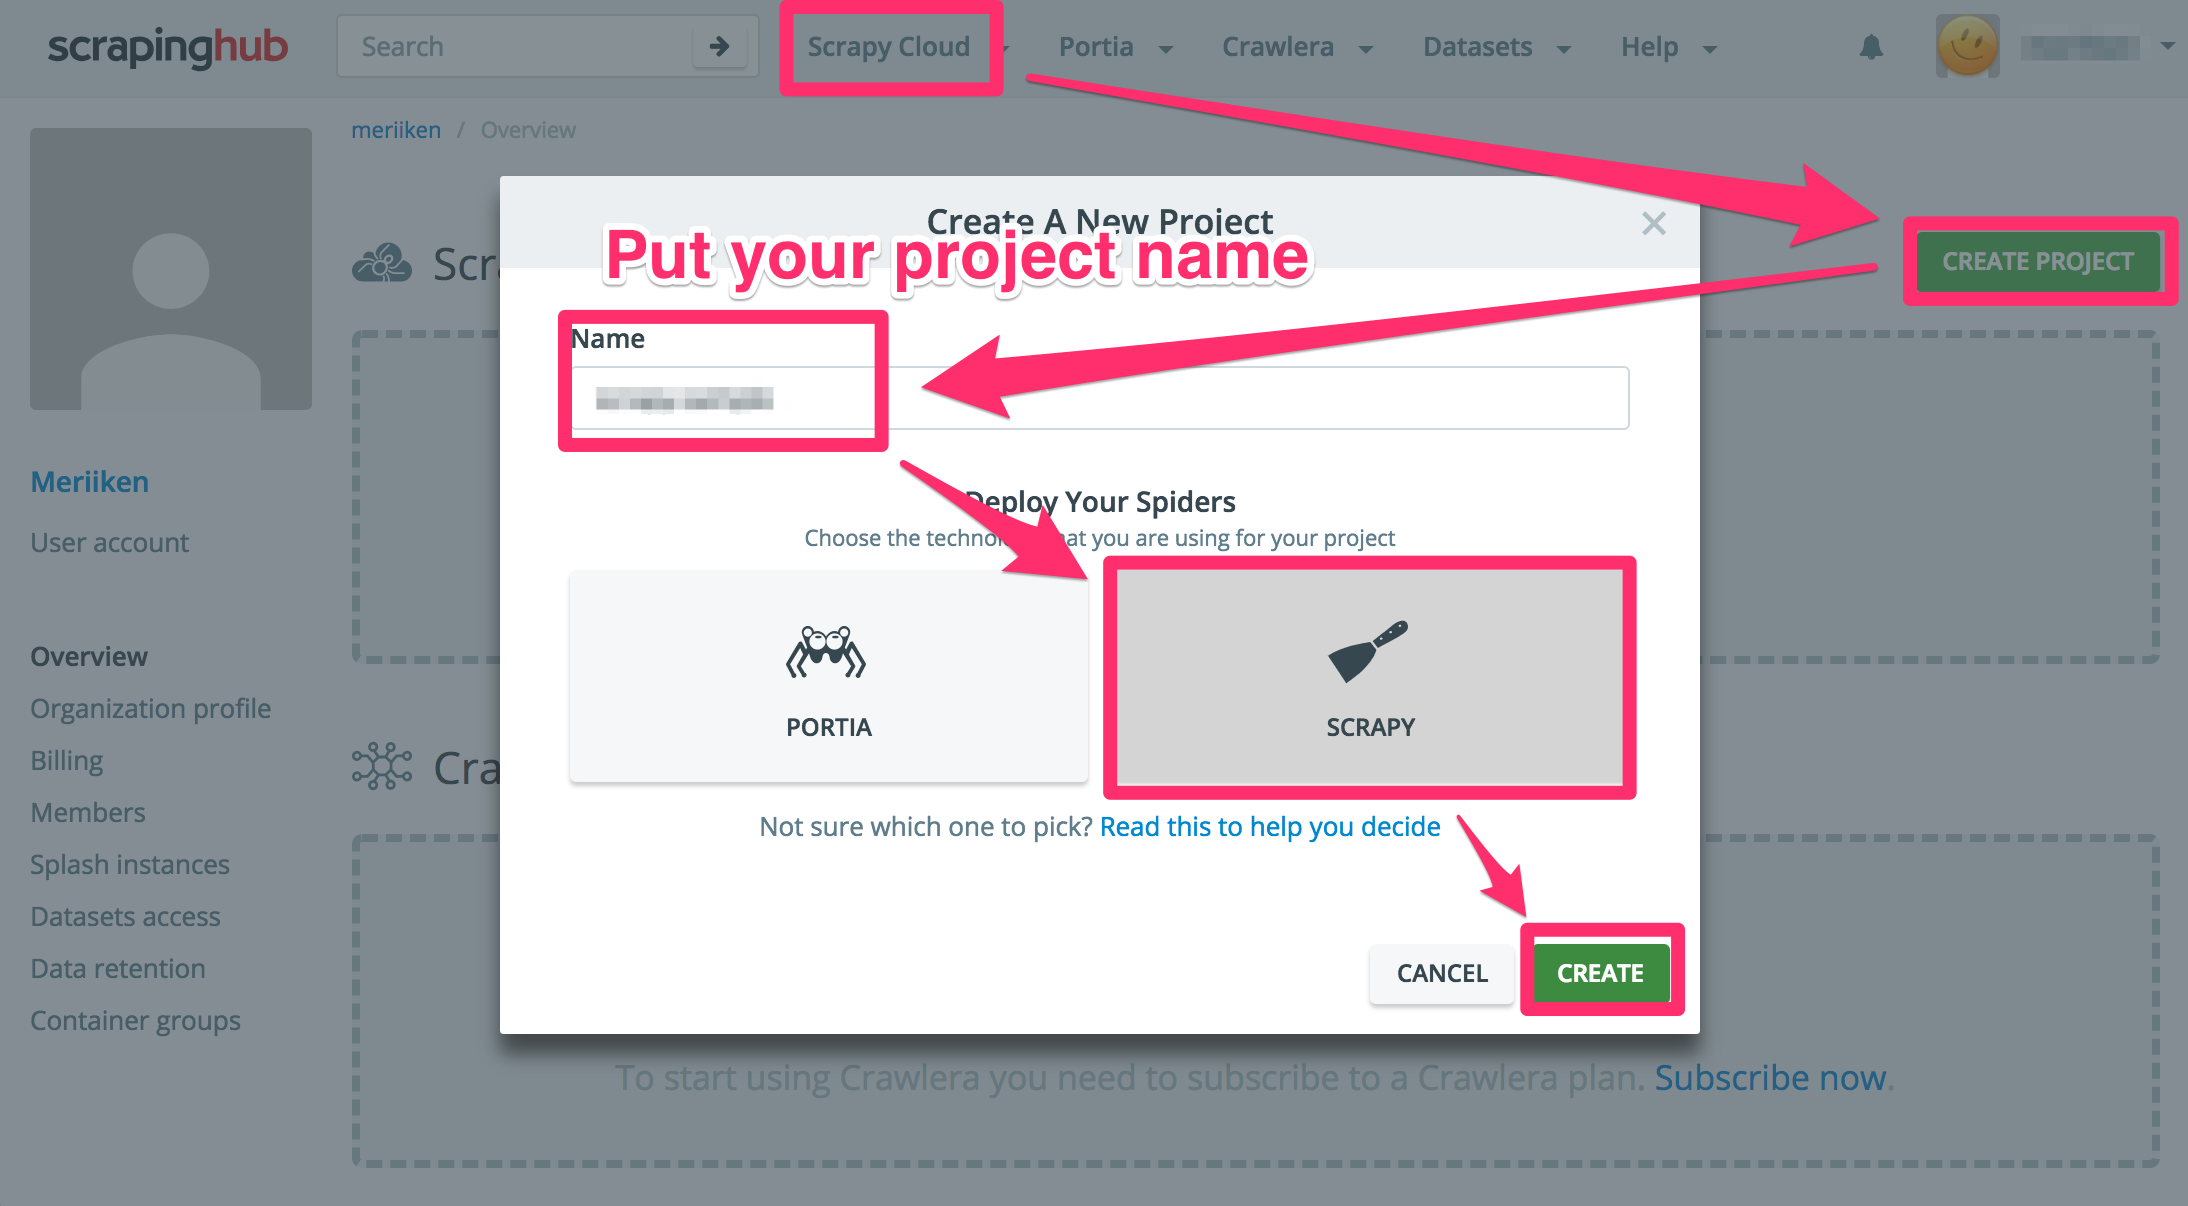 scrapinghub
Search
Scrapy Cloud
Portia
Crawlera
Datasets
Help
meriiken / Overview
CREATE PROJECT
Create A New Project
Put your project name
Name
Meriiken
User account
Overview
Organization profile
Billing
Members
Splash instances
Datasets access
Data retention
Container groups
Scr
Cra
Deploy Your Spiders
Choose the technol at you are using for your project
PORTIA
SCRAPY
Not sure which one to pick? Read this to help you decide
CANCEL
CREATE
To start using Crawlera you need to subscribe to a Crawlera plan. Subscribe now.